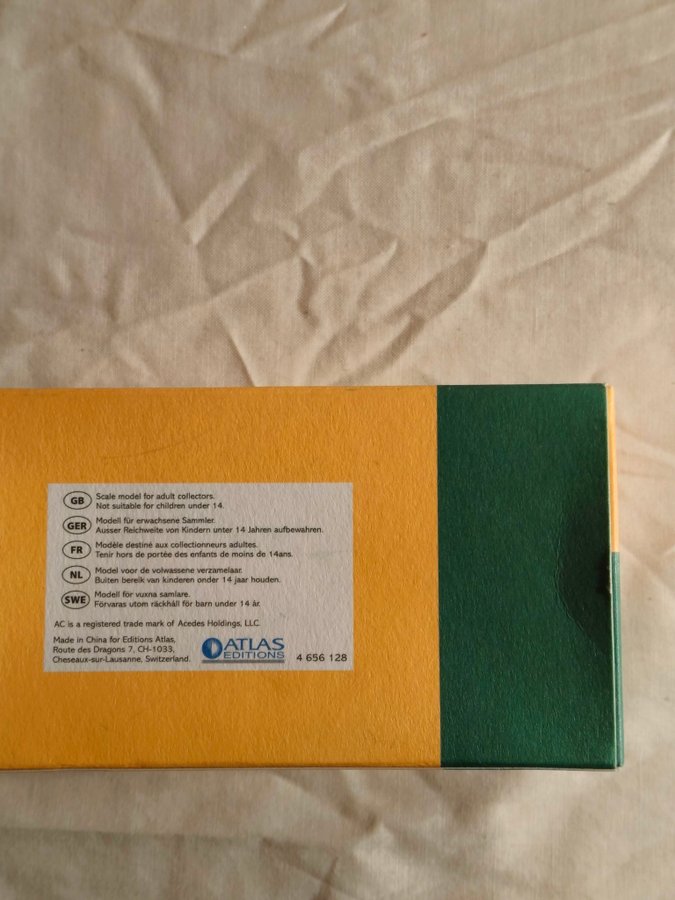 GB Scale model for adult collectors.
Not suitable for children under 14.
GER Modell für erwachsene Sammler.
Ausser Reichweite von Kindern unter 14 Jahren aufbewahren.
FR Modèle destiné aux collectionneurs adultes.
Tenir hors de portée des enfants de moins de 14ans.
NL Model voor de volwassene verzamelaar.
Buiten bereik van kinderen onder 14 jaar houden.
SWE Modell för vuxna samlare.
Förvaras utom räckhåll för barn under 14 år.
AC is a registered trade mark of Acedes Holdings, LLC.
Made in China for Editions Atlas,
Route des Dragons 7, CH-1033,
Cheseaux-sur-Lausanne, Switzerland.
ATLAS
EDITIONS
4 656 128